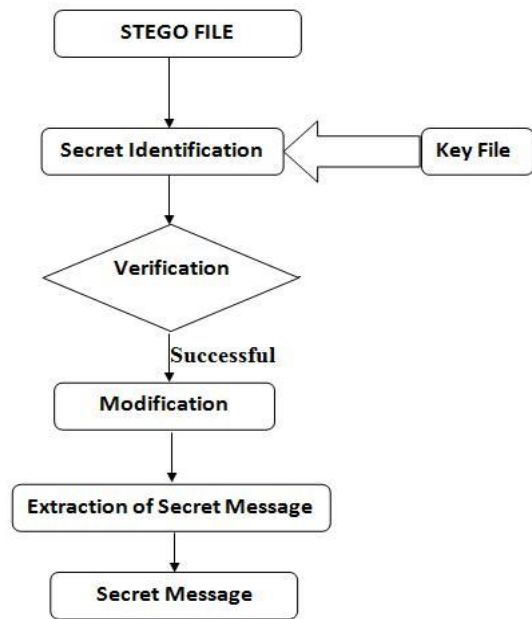 STEGO FILE
Secret Identification
Key File
Verification
Successful
Modification
Extraction of Secret Message
Secret Message